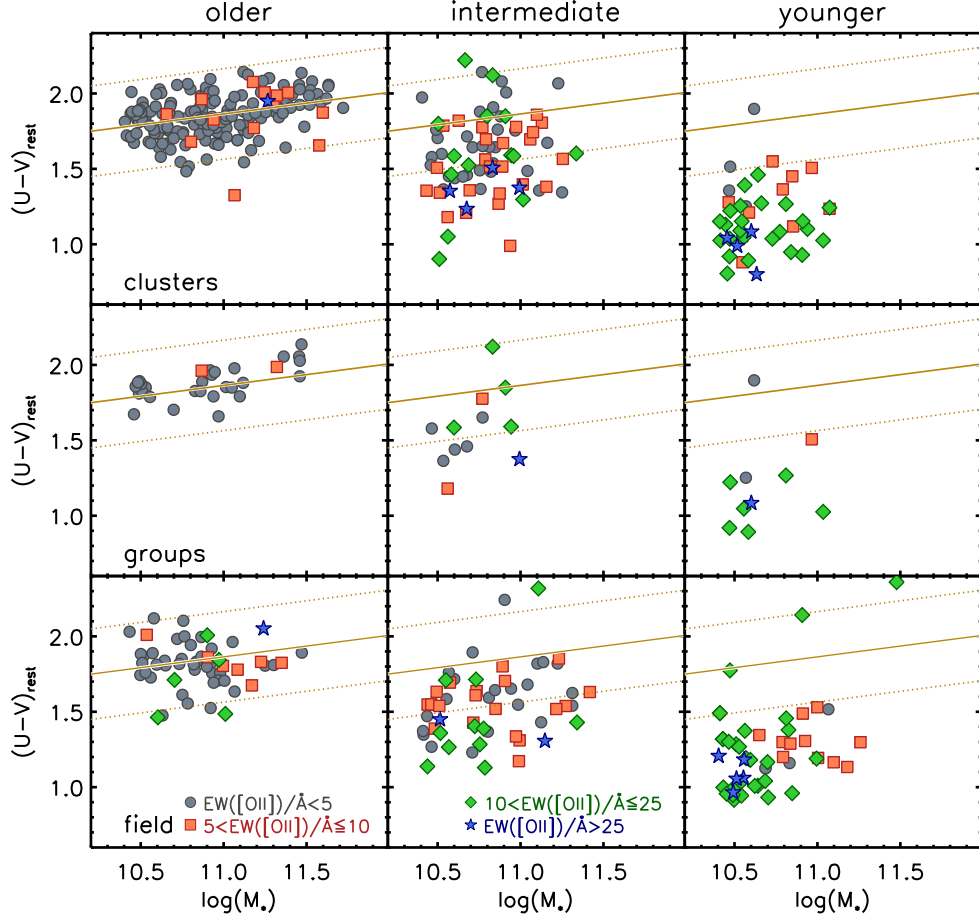 older intermediate younger
2.0
1.5
1.0
(U−V)rest
clusters
2.0
1.5
1.0
(U−V)rest
groups
2.0
1.5
1.0
(U−V)rest
field
EW([OII])/Å<5
5<EW([OII])/Å≦10
10<EW([OII])/Å≦25
EW([OII])/Å>25
10.5 11.0 11.5 10.5 11.0 11.5 10.5 11.0 11.5
log(M*) log(M*) log(M*)